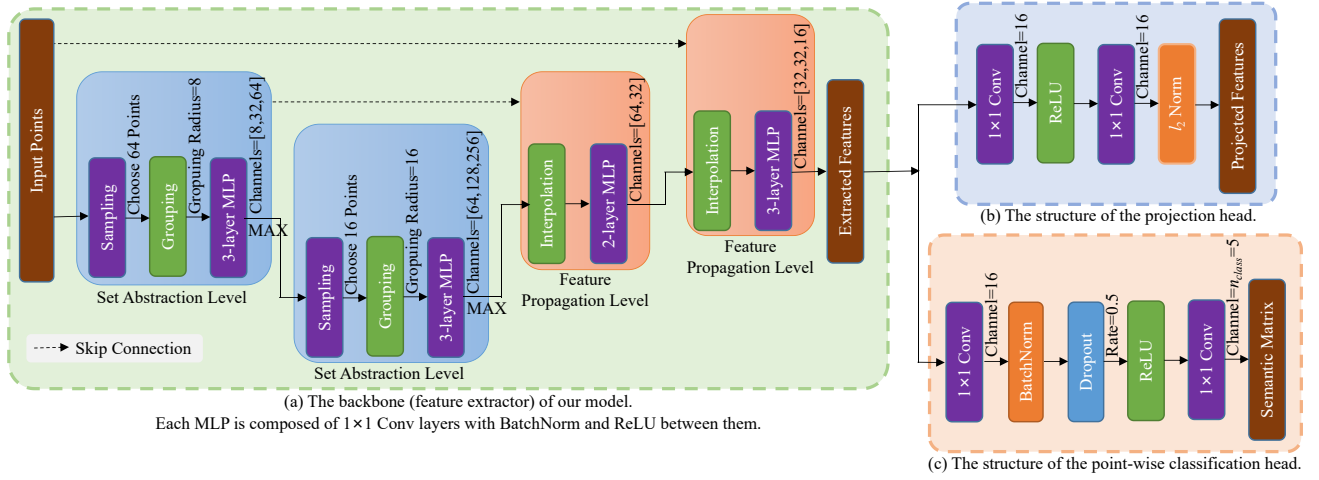 Input Points
Sampling
Choose 64 Points
Grouping
Gropuing Radius=8
3-layer MLP
Channels=[8,32,64]
MAX
Set Abstraction Level
Sampling
Choose 16 Points
Grouping
Gropuing Radius=16
3-layer MLP
Channels=[64,128,256]
MAX
Set Abstraction Level
Interpolation
2-layer MLP
Channels=[64,32]
Feature
Propagation Level
Interpolation
3-layer MLP
Channels=[32,32,16]
Feature
Propagation Level
Extracted Features
Skip Connection
(a) The backbone (feature extractor) of our model.
Each MLP is composed of 1×1 Conv layers with BatchNorm and ReLU between them.
1×1 Conv
Channel=16
ReLU
1×1 Conv
Channel=16
l2 Norm
Projected Features
(b) The structure of the projection head.
1×1 Conv
Channel=16
BatchNorm
Dropout
Rate=0.5
ReLU
1×1 Conv
Channel=nclass=5
Semantic Matrix
(c) The structure of the point-wise classification head.